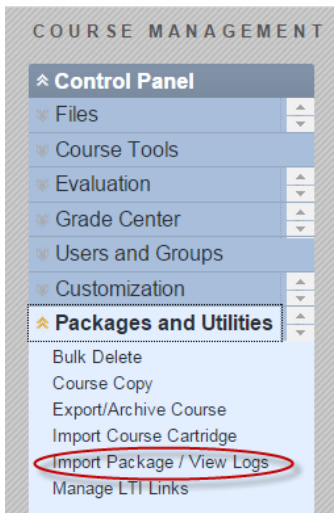 COURSE MANAGEMENT
Control Panel
Files
Course Tools
Evaluation
Grade Center
Users and Groups
Customization
Packages and Utilities
Bulk Delete
Course Copy
Export/Archive Course
Import Course Cartridge
Import Package / View Logs
Manage LTI Links